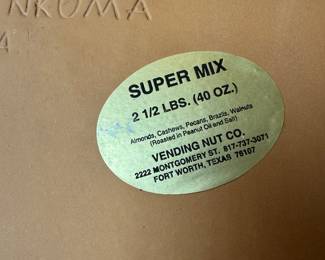 NKOMA
4
SUPER MIX
2 1/2 LBS. (40 OZ.)
Almonds, Cashews, Pecans, Brazils, Walnuts
(Roasted in Peanut Oil and Salt)
VENDING NUT CO.
2222 MONTGOMERY ST. 817-737-3071
FORT WORTH, TEXAS 76107